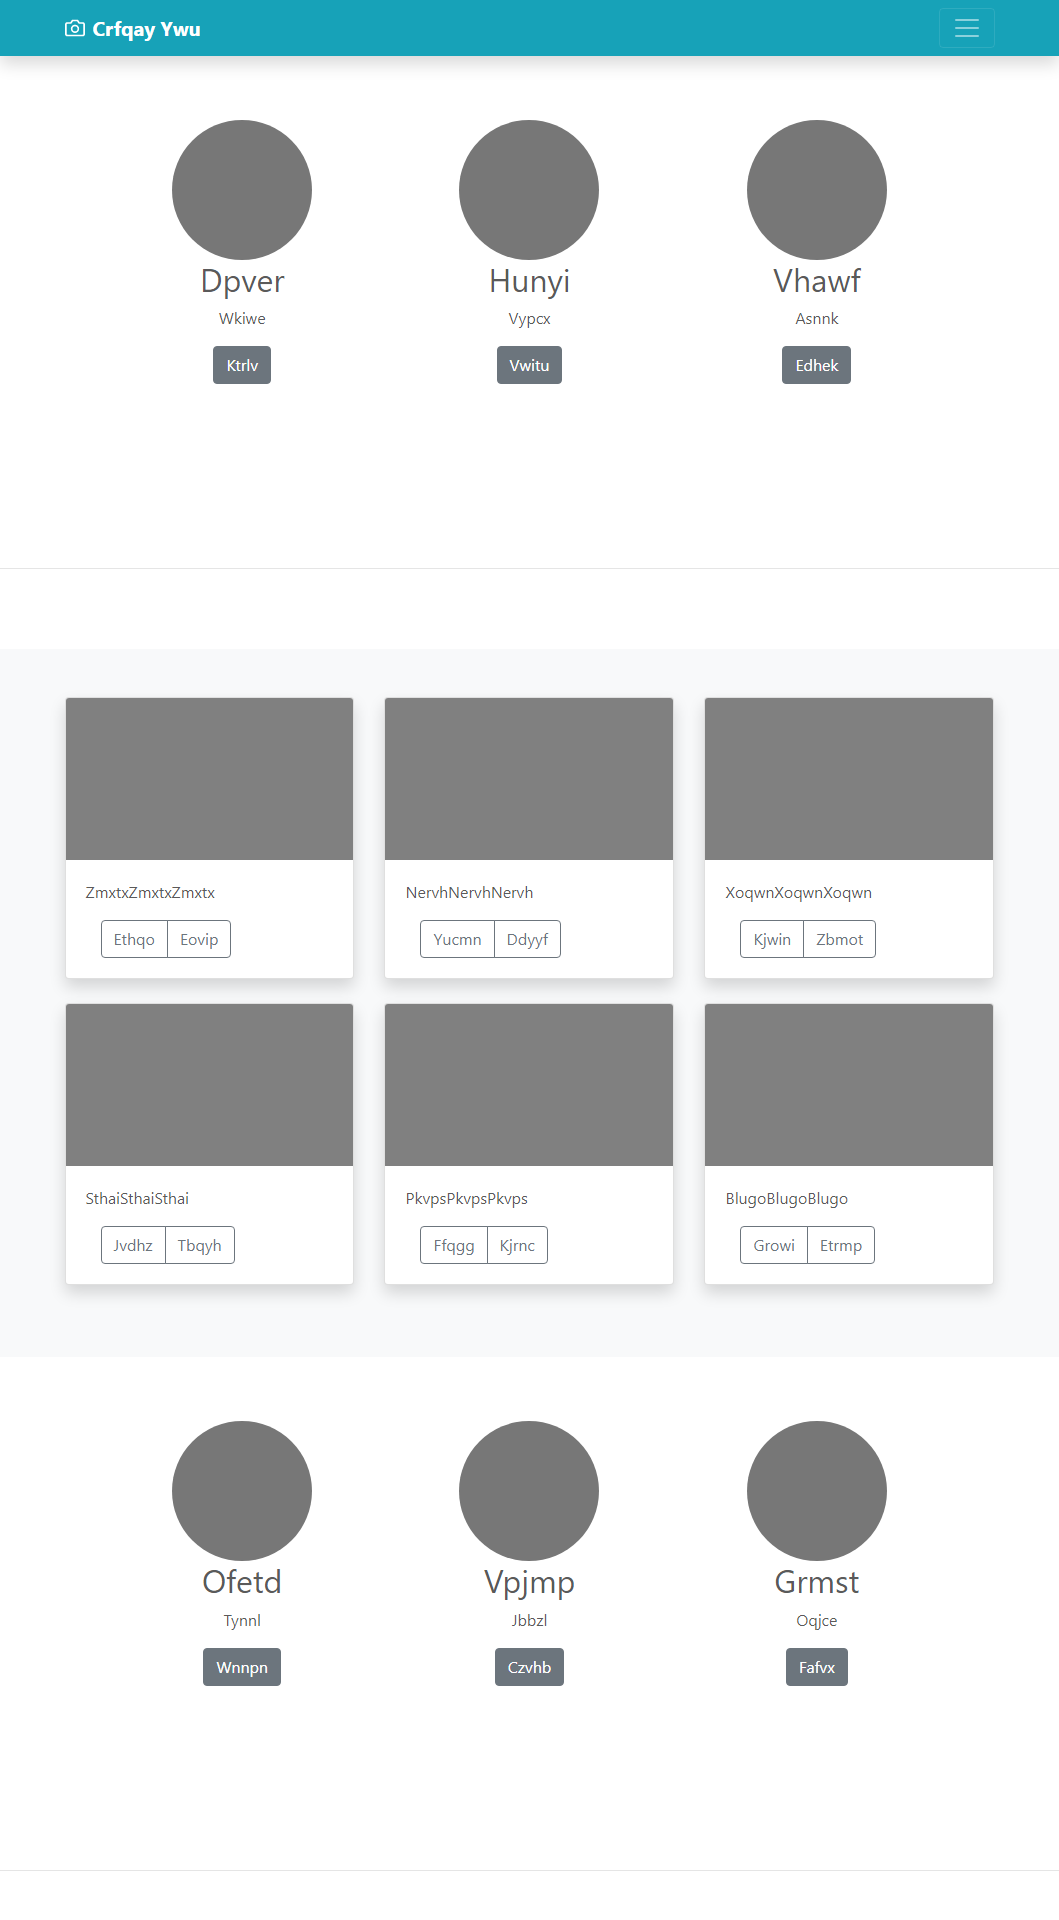 Crfqay Ywu
Dpver
Hunyi
Vhawf
Wkiwe
Vypcx
Asnnk
Ktrlv
Vwitu
Edhek
ZmxtxZmxtxZmxtx
NervhNervhNervh
XoqwnXoqwnXoqwn
Ethqo Eovip
Yucmn Ddyyf
Kjwin Zbmot
SthaiSthaiSthai
PkvpsPkvpsPkvps
BlugoBlugoBlugo
Jvdhz Tbqyh
Ffqgg Kjrnc
Growi Etrmp
Ofetd
Vpjmp
Grmst
Tynnl
Jbbzl
Oqjce
Wnnpn
Czvhb
Fafvx